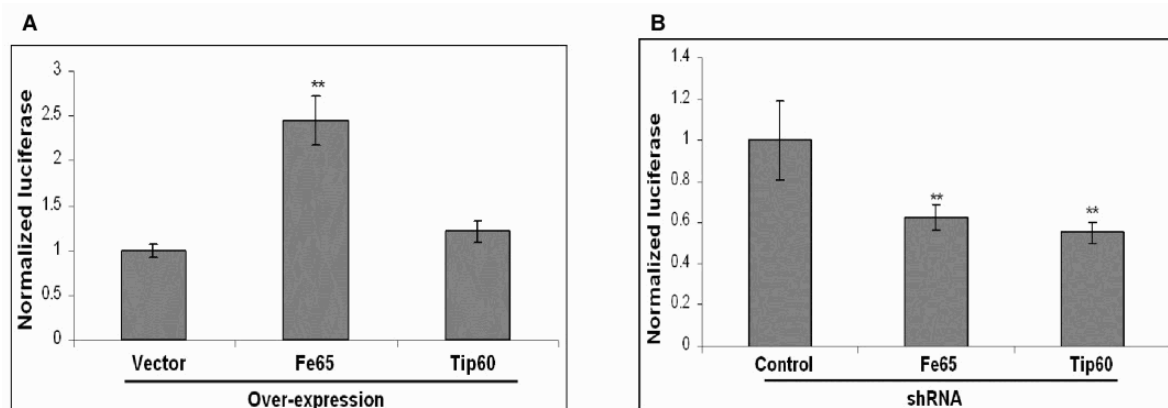 A
Normalized luciferase
3
2.5
2
1.5
1
0.5
0
**
Vector Fe65 Tip60
Over-expression
B
Normalized luciferase
1.4
1.2
1
0.8
0.6
0.4
0.2
0
** **
Control Fe65 Tip60
shRNA